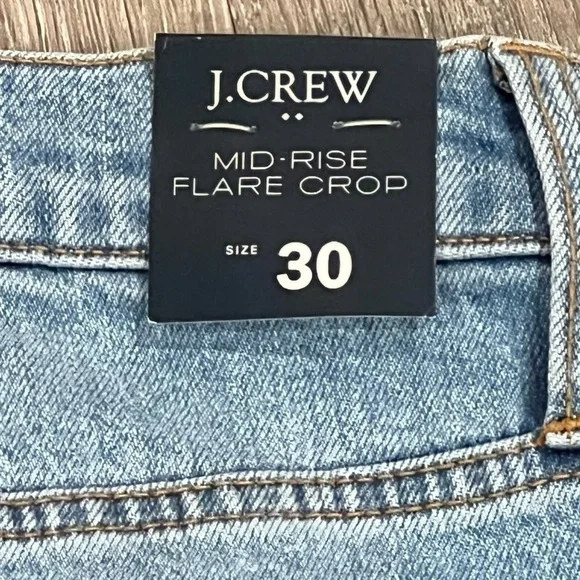 J.CREW
MID-RISE
FLARE CROP
SIZE 30